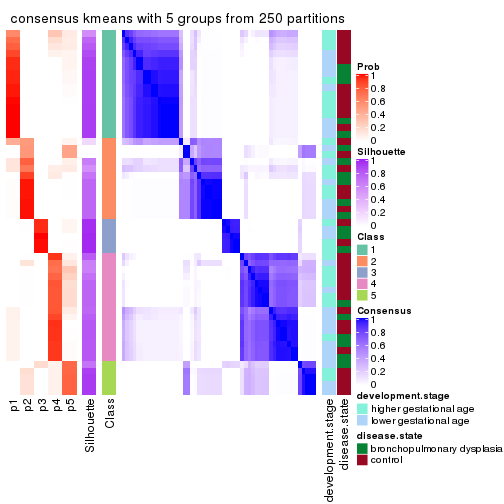 consensus kmeans with 5 groups from 250 partitions
Prob
1
0.8
0.6
0.4
0.2
0
Silhouette
1
0.8
0.6
0.4
0.2
0
Class
1
2
3
4
5
Consensus
1
0.8
0.6
0.4
0.2
0
development.stage
higher gestational age
lower gestational age
disease.state
bronchopulmonary dysplasia
control
p1
p2
p3
p4
p5
Silhouette
Class
development.stage
disease.state